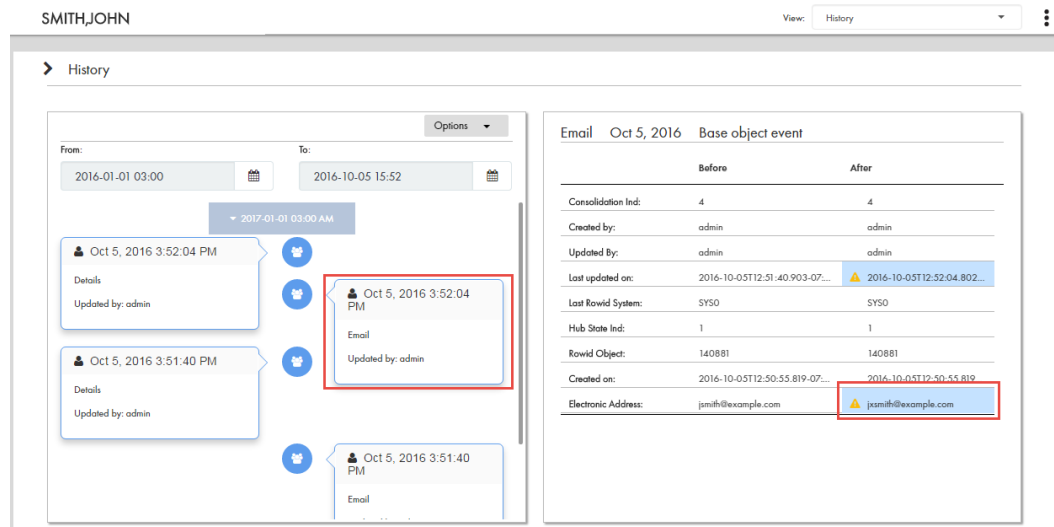 SMITH,JOHN
View: History
History
Options
From: To:
2016-01-01 03:00 2016-10-05 15:52
2017-01-01 03:00 AM
Oct 5, 2016 3:52:04 PM
Details
Updated by: admin
Oct 5, 2016 3:52:04
PM
Email
Updated by: admin
Oct 5, 2016 3:51:40 PM
Details
Updated by: admin
Oct 5, 2016 3:51:40
PM
Email
Email Oct 5, 2016 Base object event
Before After
Consolidation Ind: 4 4
Created by: admin admin
Updated By: admin admin
Last updated on: 2016-10-05T12:51:40.903-07:... 2016-10-05T12:52:04.802...
Last Rowid System: SYS0 SYS0
Hub State Ind: 1 1
Rowid Object: 140881 140881
Created on: 2016-10-05T12:50:55.819-07:... 2016-10-05T12:50:55.819
Electronic Address: jsmith@example.com jxsmith@example.com